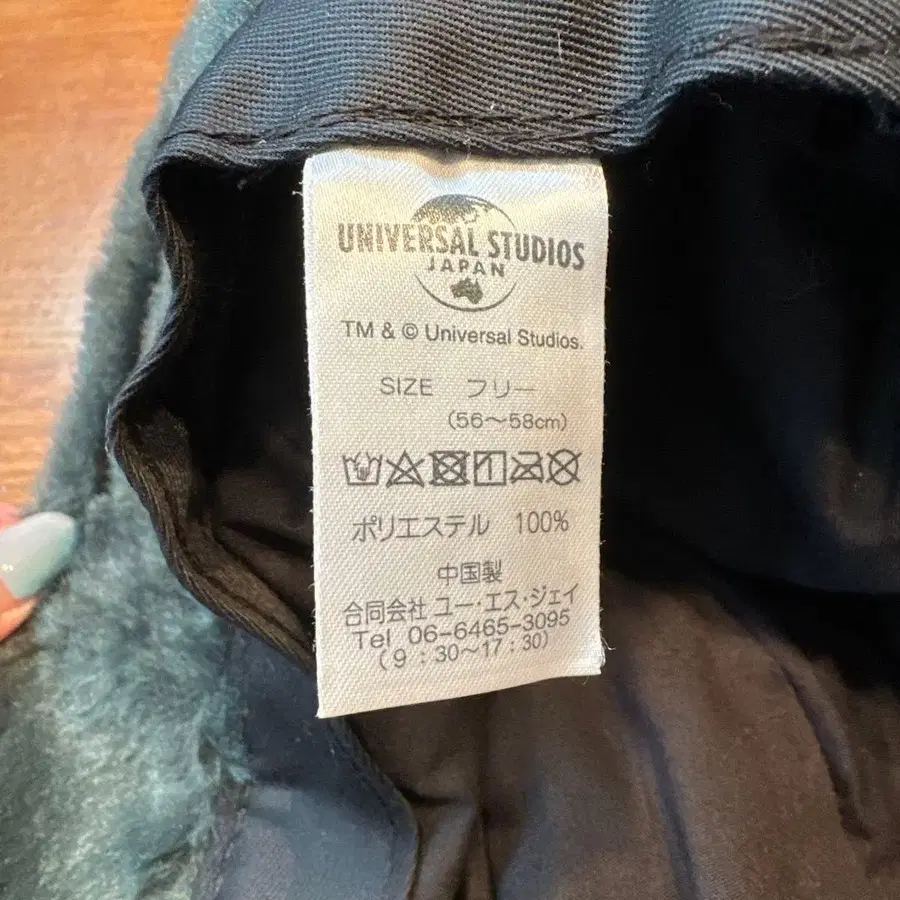 UNIVERSAL STUDIOS
JAPAN
TM & © Universal Studios.
SIZE フリー
(56～58cm)
ポリエステル 100%
中国製
合同会社 ユー・エス・ジェイ
Tel 06-6465-3095
(9:30～17:30)